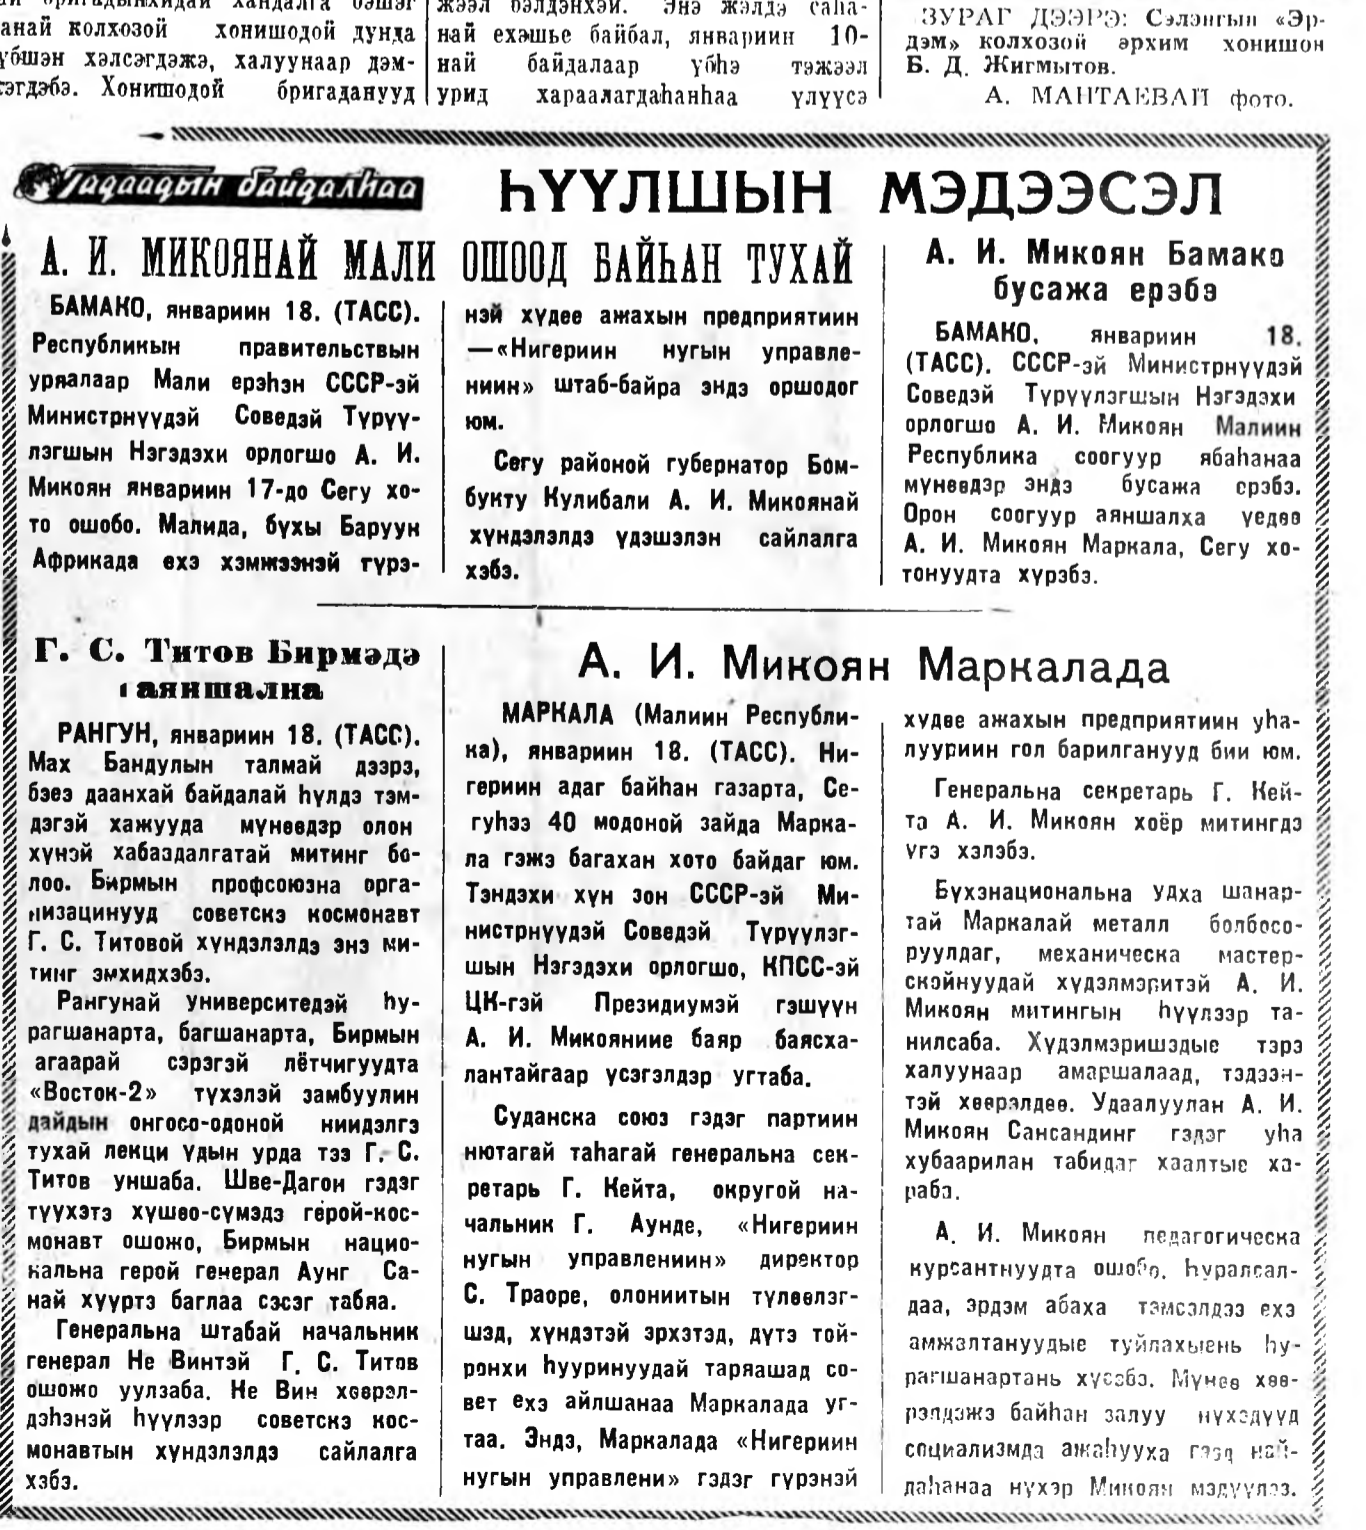 санай колхозой хонишодой дунда
үбшэн хэлсэгдэжэ, халуунаар дэм-
Хонишодой бригаданууд
жээл бэлдэнхэй. Энэ жэлдэ саһа-
най ехэшье байбал, январиин 10-
най байдалаар үбһэ тэжээл
урид хараалагдаһанһаа үлүүсэ
ЗУРАГ ДЭЭРЭ: Сэлэнгын «Эр-
дэм» колхозой эрхим хонишон
Б. Д. Жигмытов.
А. МАНТАЕВАЙ фото.
Гадаадын байдалһаа
ҺҮҮЛШЫН МЭДЭЭСЭЛ
А. И. МИКОЯНАЙ МАЛИ ОШООД БАЙҺАН ТУХАЙ
БАМАКО, январиин 18. (ТАСС).
Республикын правительствын
уряалаар Мали ерэһэн СССР-эй
Министрнүүдэй Соведэй Түрүү-
лэгшын Нэгэдэхи орлогшо А. И.
Микоян январиин 17-до Сегу хо-
то ошобо. Малида, бүхы Баруун
Африкада ехэ хэмжээнэй гүрэ-
нэй хүдөө ажахын предприятиин
—«Нигериин нугын управле-
ниин» штаб-байра эндэ оршодог
юм.
Сегу районой губернатор Бом-
букту Кулибали А. И. Микоянай
хүндэлэлдэ үдэшэлэн сайлалга
хэбэ.
А. И. Микоян Бамако
бусажа ерэбэ
БАМАКО, январиин 18.
(ТАСС). СССР-эй Министрнүүдэй
Соведэй Түрүүлэгшын Нэгэдэхи
орлогшо А. И. Микоян Малиин
Республика соогуур ябаһанаа
мүнөөдэр эндэ бусажа ерэбэ.
Орон соогуур аяншалха үедөө
А. И. Микоян Маркала, Сегу хо-
тонуудта хүрэбэ.
Г. С. Титов Бирмэдэ
аяншална
РАНГУН, январиин 18. (ТАСС).
Мах Бандулын талмай дээрэ,
бэеэ даанхай байдалай һүлдэ тэм-
дэгэй хажууда мүнөөдэр олон
хүнэй хабаадалгатай митинг бо-
лоо. Бирмын профсоюзна орга-
низацинууд советскэ космонавт
Г. С. Титовой хүндэлэлдэ энэ ми-
тинг эмхидхэбэ.
Рангунай университедэй һу-
рагшанарта, багшанарта, Бирмын
агаарай сэрэгэй лётчигуудта
«Восток-2» түхэлэй замбуулин
дайдын онгосо-одоной ниидэлгэ
тухай лекци үдын урда тээ Г. С.
Титов уншаба. Шве-Дагон гэдэг
түүхэтэ хүшөө-сүмэдэ герой-кос-
монавт ошожо, Бирмын нацио-
нальна герой генерал Аунг Са-
най хүүртэ баглаа сэсэг табяа.
Генеральна штабай начальник
генерал Не Винтэй Г. С. Титов
ошожо уулзаба. Не Вин хөөрэл-
дэһэнэй һүүлээр советскэ кос-
монавтын хүндэлэлдэ сайлалга
хэбэ.
А. И. Микоян Маркалада
МАРКАЛА (Малиин Республи-
ка), январиин 18. (ТАСС). Ни-
гериин адаг байһан газарта, Се-
гуһээ 40 модоной зайда Марка-
ла гэжэ багахан хото байдаг юм.
Тэндэхи хүн зон СССР-эй Ми-
нистрнүүдэй Соведэй Түрүүлэг-
шын Нэгэдэхи орлогшо, КПСС-эй
ЦК-гэй Президиумэй гэшүүн
А. И. Микояниие баяр баясха-
лантайгаар үсэгэлдэр угтаба.
Суданска союз гэдэг партиин
нютагай таһагай генеральна сек-
ретарь Г. Кейта, округой на-
чальник Г. Аунде, «Нигериин
нугын управлениин» директор
С. Траоре, олониитын түлөөлэг-
шэд, хүндэтэй эрхэтэд, дүтэ той-
ронхи һууринуудай таряашад со-
вет ехэ айлшанаа Маркалада уг-
таа. Эндэ, Маркалада «Нигериин
нугын управлени» гэдэг гүрэнэй
хүдөө ажахын предприятиин уһа-
лууриин гол барилганууд бии юм.
Генеральна секретарь Г. Кей-
та А. И. Микоян хоёр митингдэ
үгэ хэлэбэ.
Бүхэнациональна удха шанар-
тай Маркалай металл болбосо-
руулдаг, механическа мастер-
скойнуудай хүдэлмэритэй А. И.
Микоян митингын һүүлээр та-
нилсаба. Хүдэлмэришэдые тэрэ
халуунаар амаршалаад, тэдээн-
тэй хөөрэлдөө. Удаалуулан А. И.
Микоян Сансандинг гэдэг уһа
хубаарилан табидаг хаалтые ха-
раба.
А. И. Микоян педагогическа
курсантнуудта ошобо. Һуралсал-
даа, эрдэм абаха тэмсэлдээ ехэ
амжалтануудые туйлахыень һу-
рагшанартань хүсэбэ. Мүнөө хөө-
рэлдэжэ байһан залуу нүхэдүүд
социализмда ажаһууха гэзэ най-
даһанаа нүхэр Микоян мэдүүлээ.